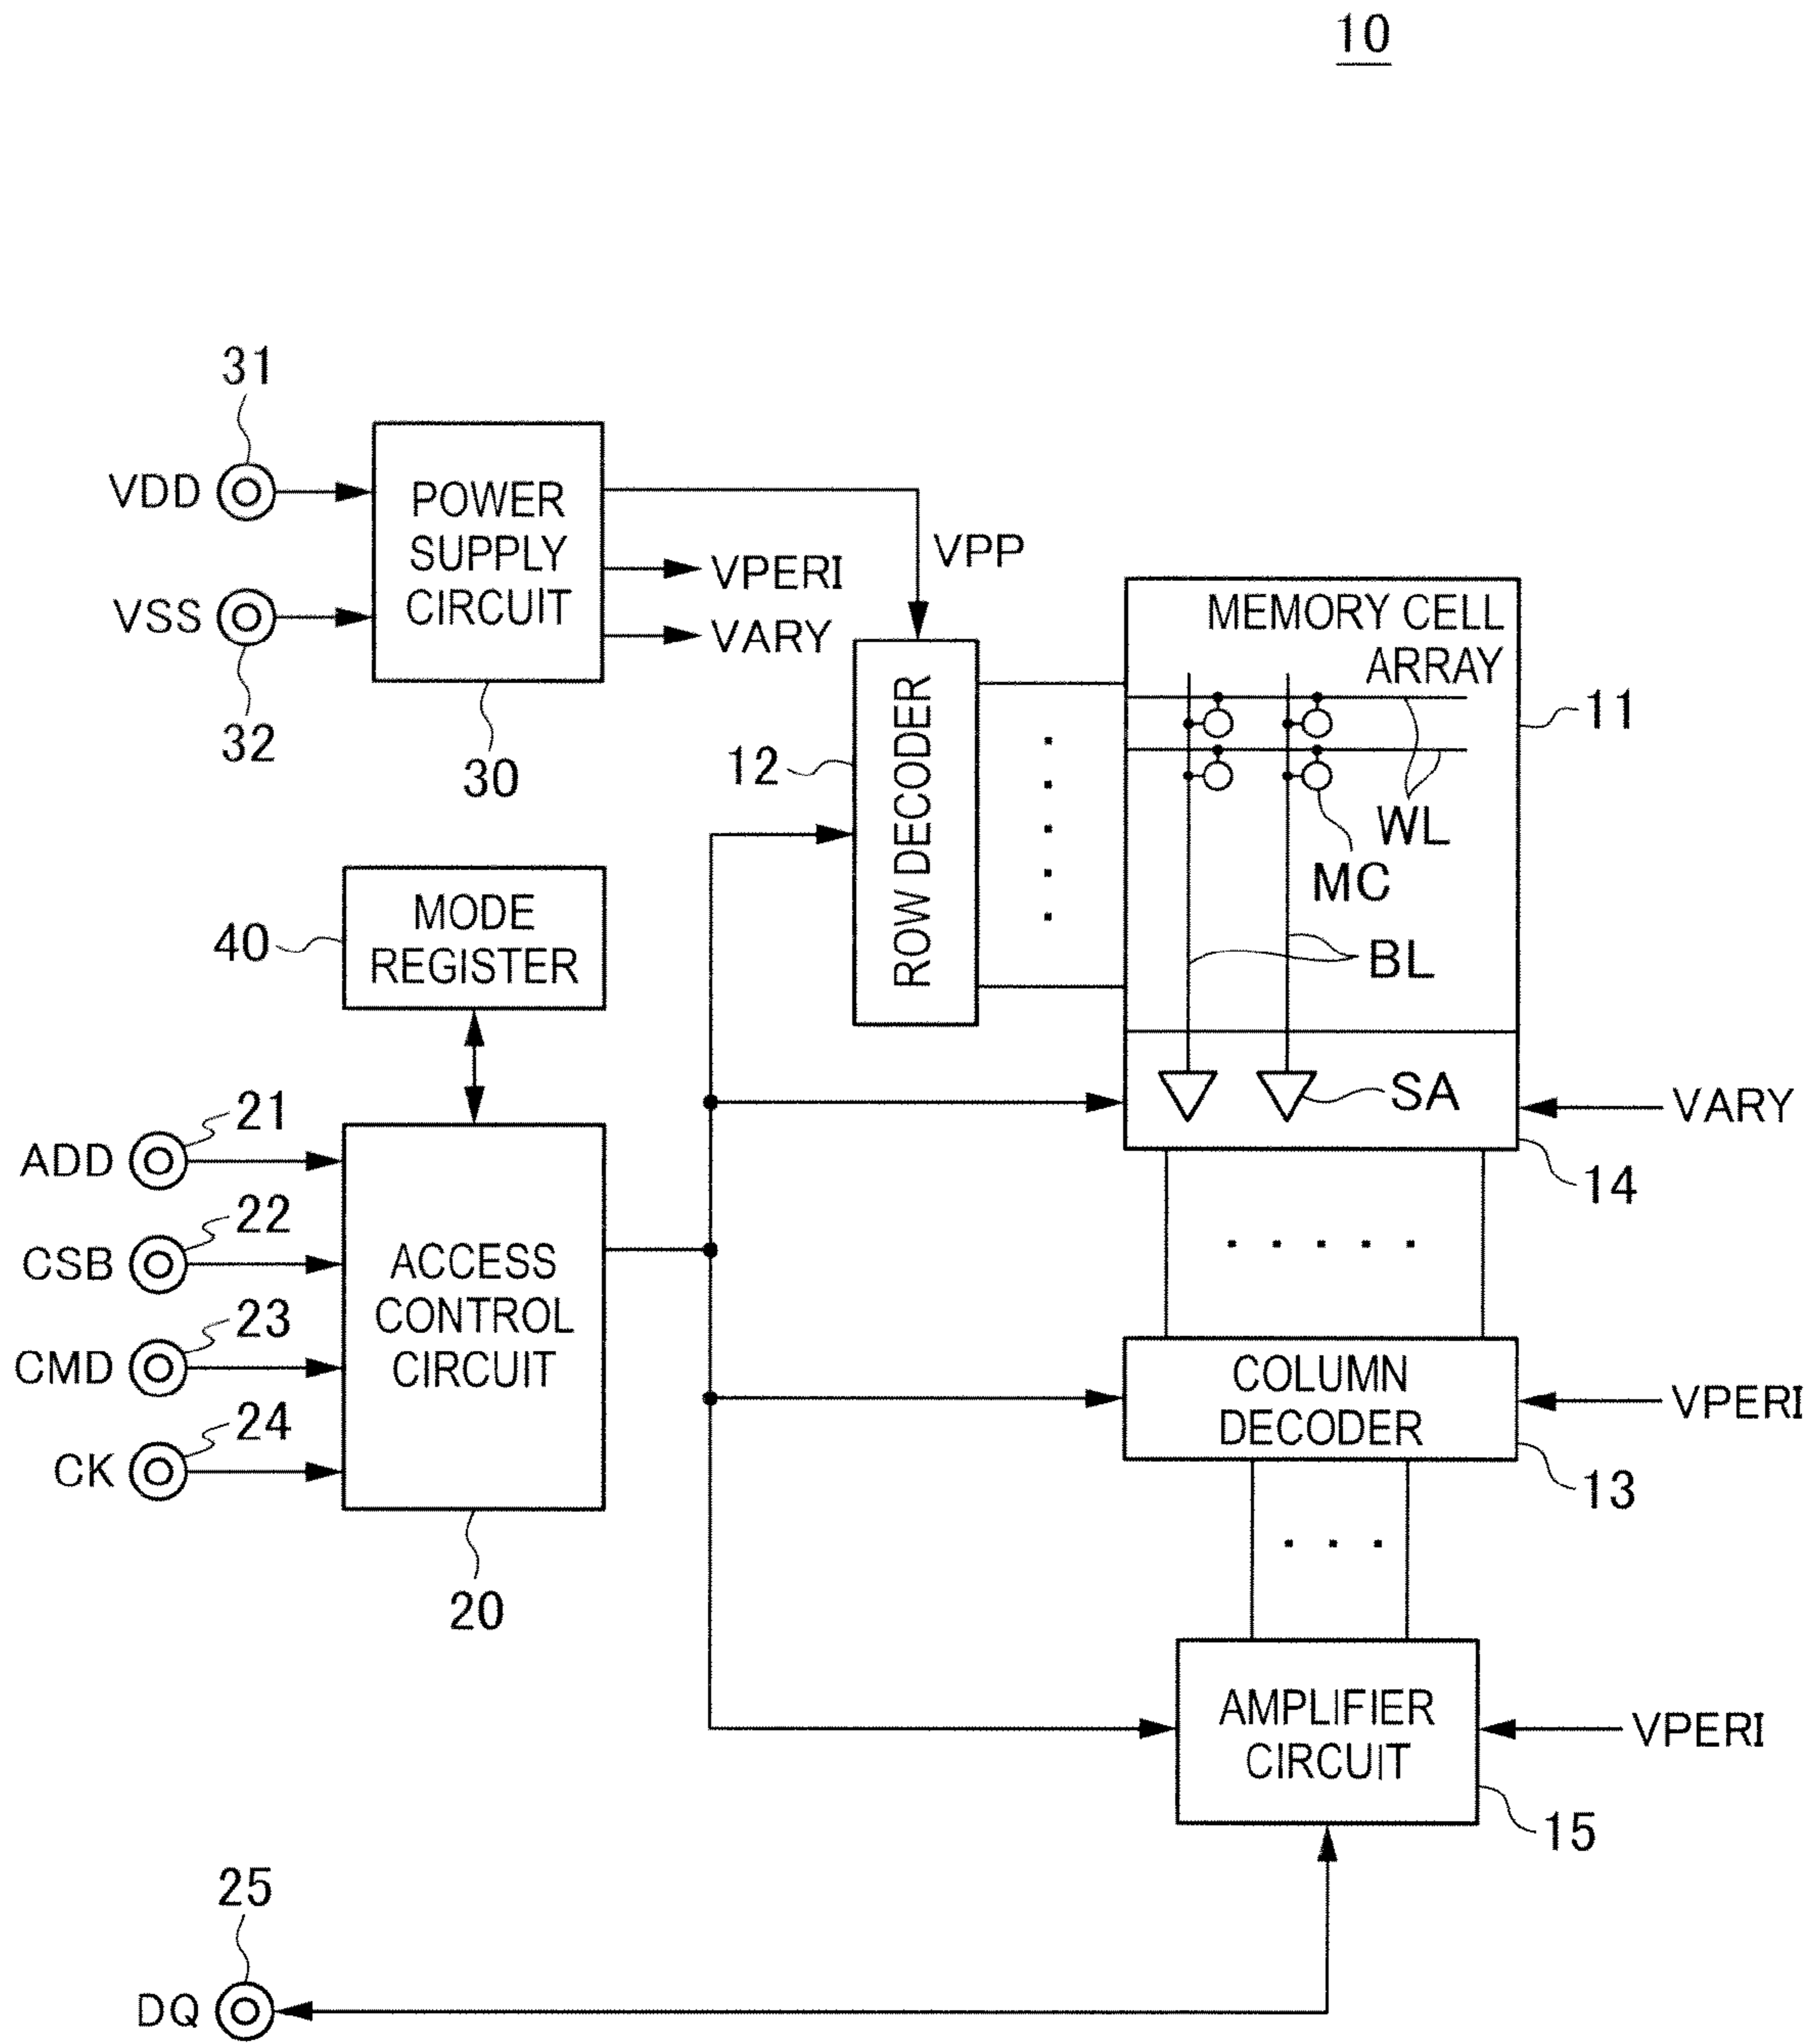 10
31
VDD
POWER
SUPPLY
CIRCUIT
VPP
VPERI
VSS
VARY
32
30
MEMORY CELL
ARRAY
11
12
ROW DECODER
WL
MC
BL
40
MODE
REGISTER
SA
VARY
14
21
ADD
22
CSB
ACCESS
CONTROL
CIRCUIT
23
CMD
24
CK
20
COLUMN
DECODER
VPERI
13
AMPLIFIER
CIRCUIT
VPERI
15
25
DQ